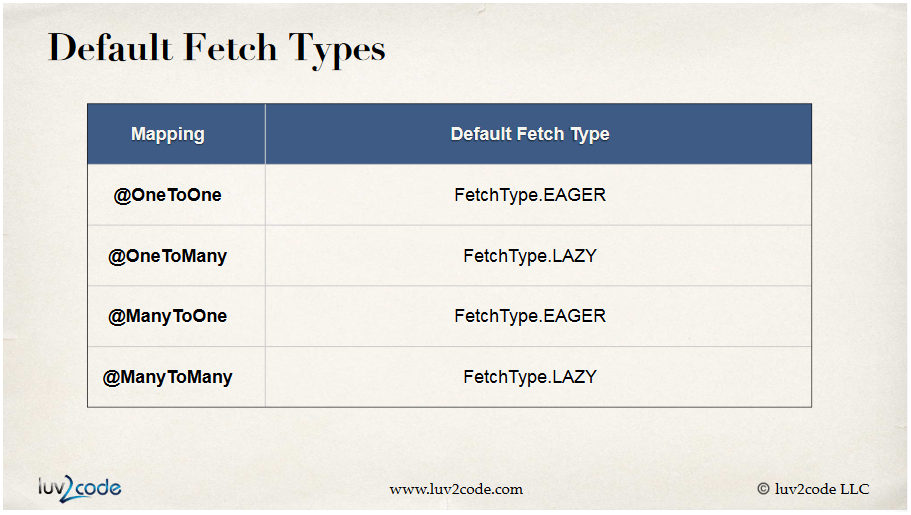 Default Fetch Types
Mapping Default Fetch Type
@OneToOne FetchType.EAGER
@OneToMany FetchType.LAZY
@ManyToOne FetchType.EAGER
@ManyToMany FetchType.LAZY
luv2code www.luv2code.com © luv2code LLC